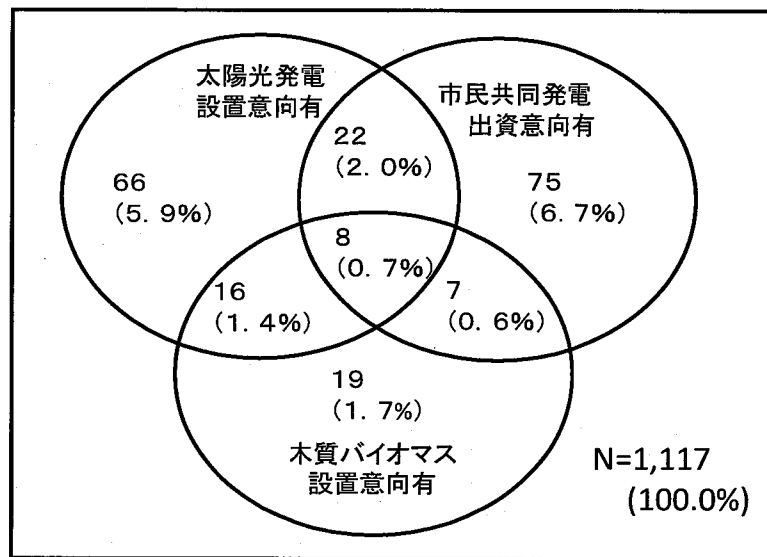 太陽光発電
設置意向有
市民共同発電
出資意向有
22
(2. 0%)
66
(5. 9%)
75
(6. 7%)
8
(0. 7%)
16
(1. 4%)
7
(0. 6%)
19
(1. 7%)
木質バイオマス
設置意向有
N=1,117
(100.0%)